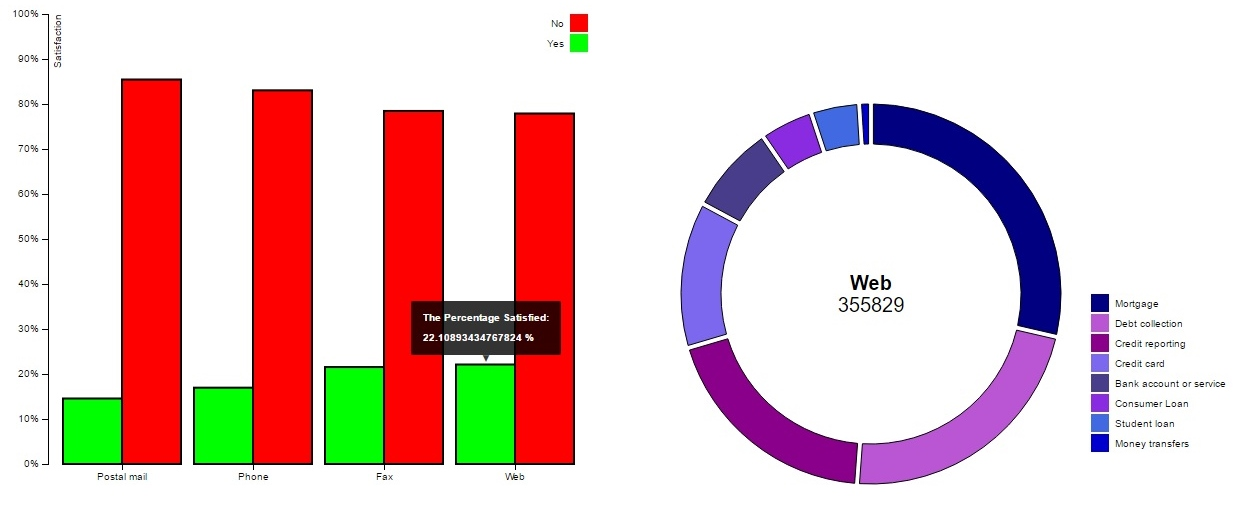 100%
90%
80%
70%
60%
50%
40%
30%
20%
10%
0%
Satisfaction
No
Yes
The Percentage Satisfied:
22.10893434767824 %
Postal mail
Phone
Fax
Web
Web
355829
Mortgage
Debt collection
Credit reporting
Credit card
Bank account or service
Consumer Loan
Student loan
Money transfers